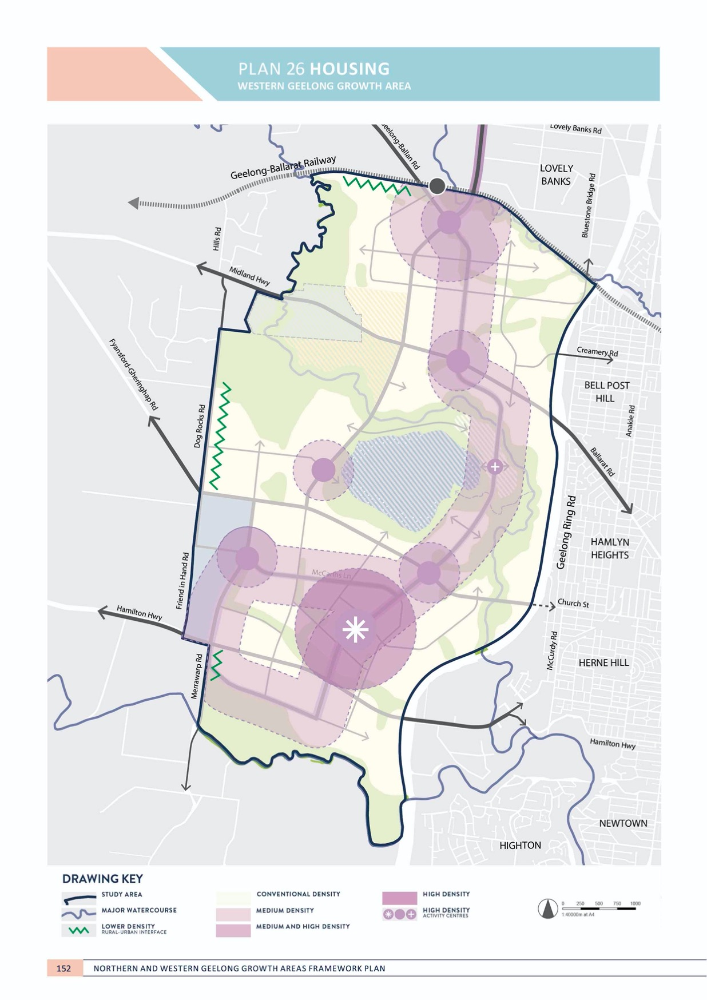 PLAN 26 HOUSING
WESTERN GEELONG GROWTH AREA
Lovely Banks Rd
Geelong-Ballan Rd
Geelong-Ballarat Railway
LOVELY
BANKS
Bluestone Bridge Rd
Hills Rd
Midland Hwy
Fyansford-Gheringhap Rd
Creamery Rd
BELL POST
HILL
Anakie Rd
Dog Rocks Rd
Ballarat Rd
Geelong Ring Rd
HAMLYN
HEIGHTS
Friend in Hand Rd
McCanns Ln
Church St
Hamilton Hwy
McCurdy Rd
Merrawarp Rd
HERNE HILL
Hamilton Hwy
NEWTOWN
HIGHTON
DRAWING KEY
STUDY AREA
MAJOR WATERCOURSE
LOWER DENSITY
RURAL-URBAN INTERFACE
CONVENTIONAL DENSITY
MEDIUM DENSITY
MEDIUM AND HIGH DENSITY
HIGH DENSITY
HIGH DENSITY
ACTIVITY CENTRES
0 250 500 750 1000
1:40000m at A4
152 NORTHERN AND WESTERN GEELONG GROWTH AREAS FRAMEWORK PLAN